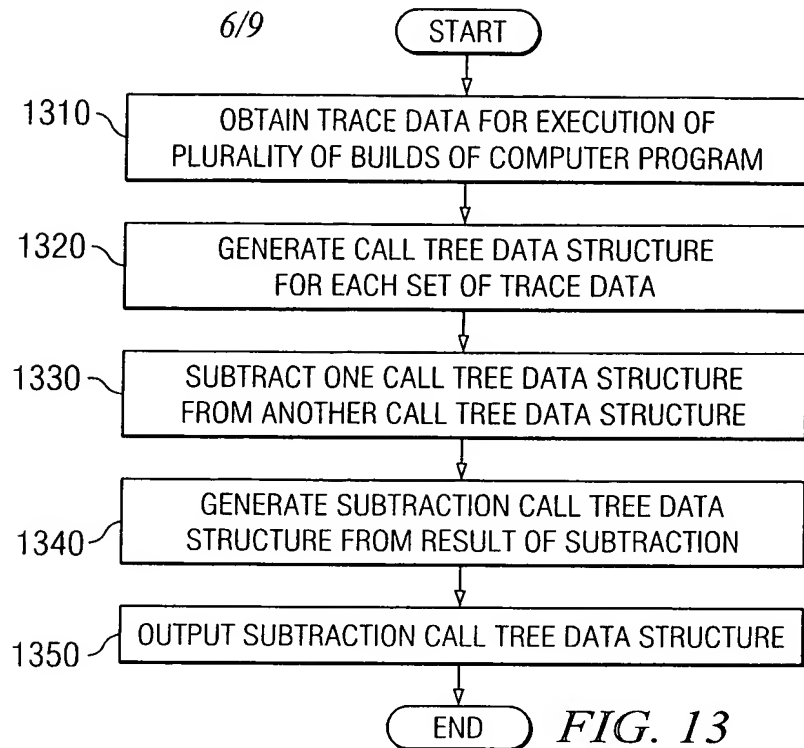 6/9
START
1310
OBTAIN TRACE DATA FOR EXECUTION OF
PLURALITY OF BUILDS OF COMPUTER PROGRAM
1320
GENERATE CALL TREE DATA STRUCTURE
FOR EACH SET OF TRACE DATA
1330
SUBTRACT ONE CALL TREE DATA STRUCTURE
FROM ANOTHER CALL TREE DATA STRUCTURE
1340
GENERATE SUBTRACTION CALL TREE DATA
STRUCTURE FROM RESULT OF SUBTRACTION
1350
OUTPUT SUBTRACTION CALL TREE DATA STRUCTURE
END
FIG. 13